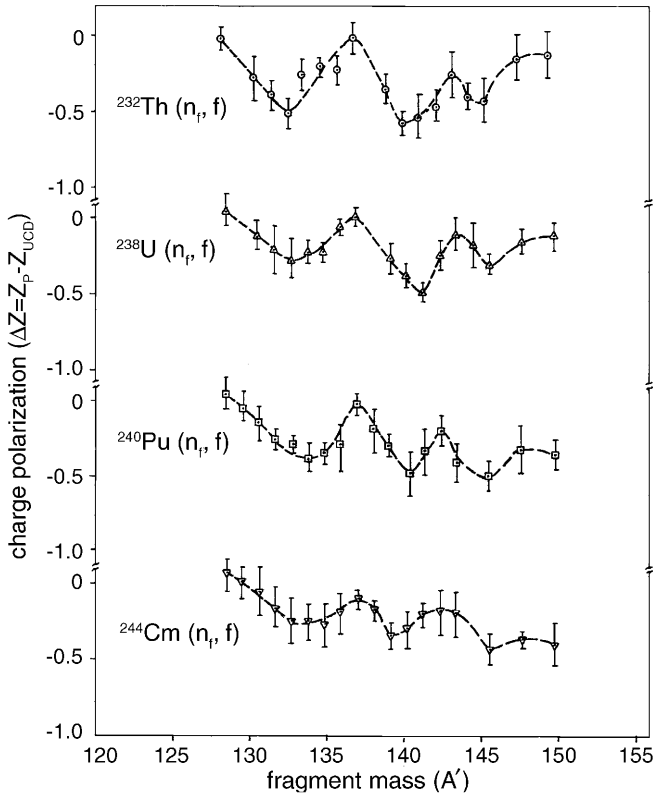 0
-0.5
-1.0
²³²Th (n_f, f)
0
-0.5
-1.0
²³⁸U (n_f, f)
0
-0.5
-1.0
²⁴⁰Pu (n_f, f)
0
-0.5
-1.0
²⁴⁴Cm (n_f, f)
charge polarization (ΔZ=Z_P-Z_UCD)
120 125 130 135 140 145 150 155
fragment mass (A′)